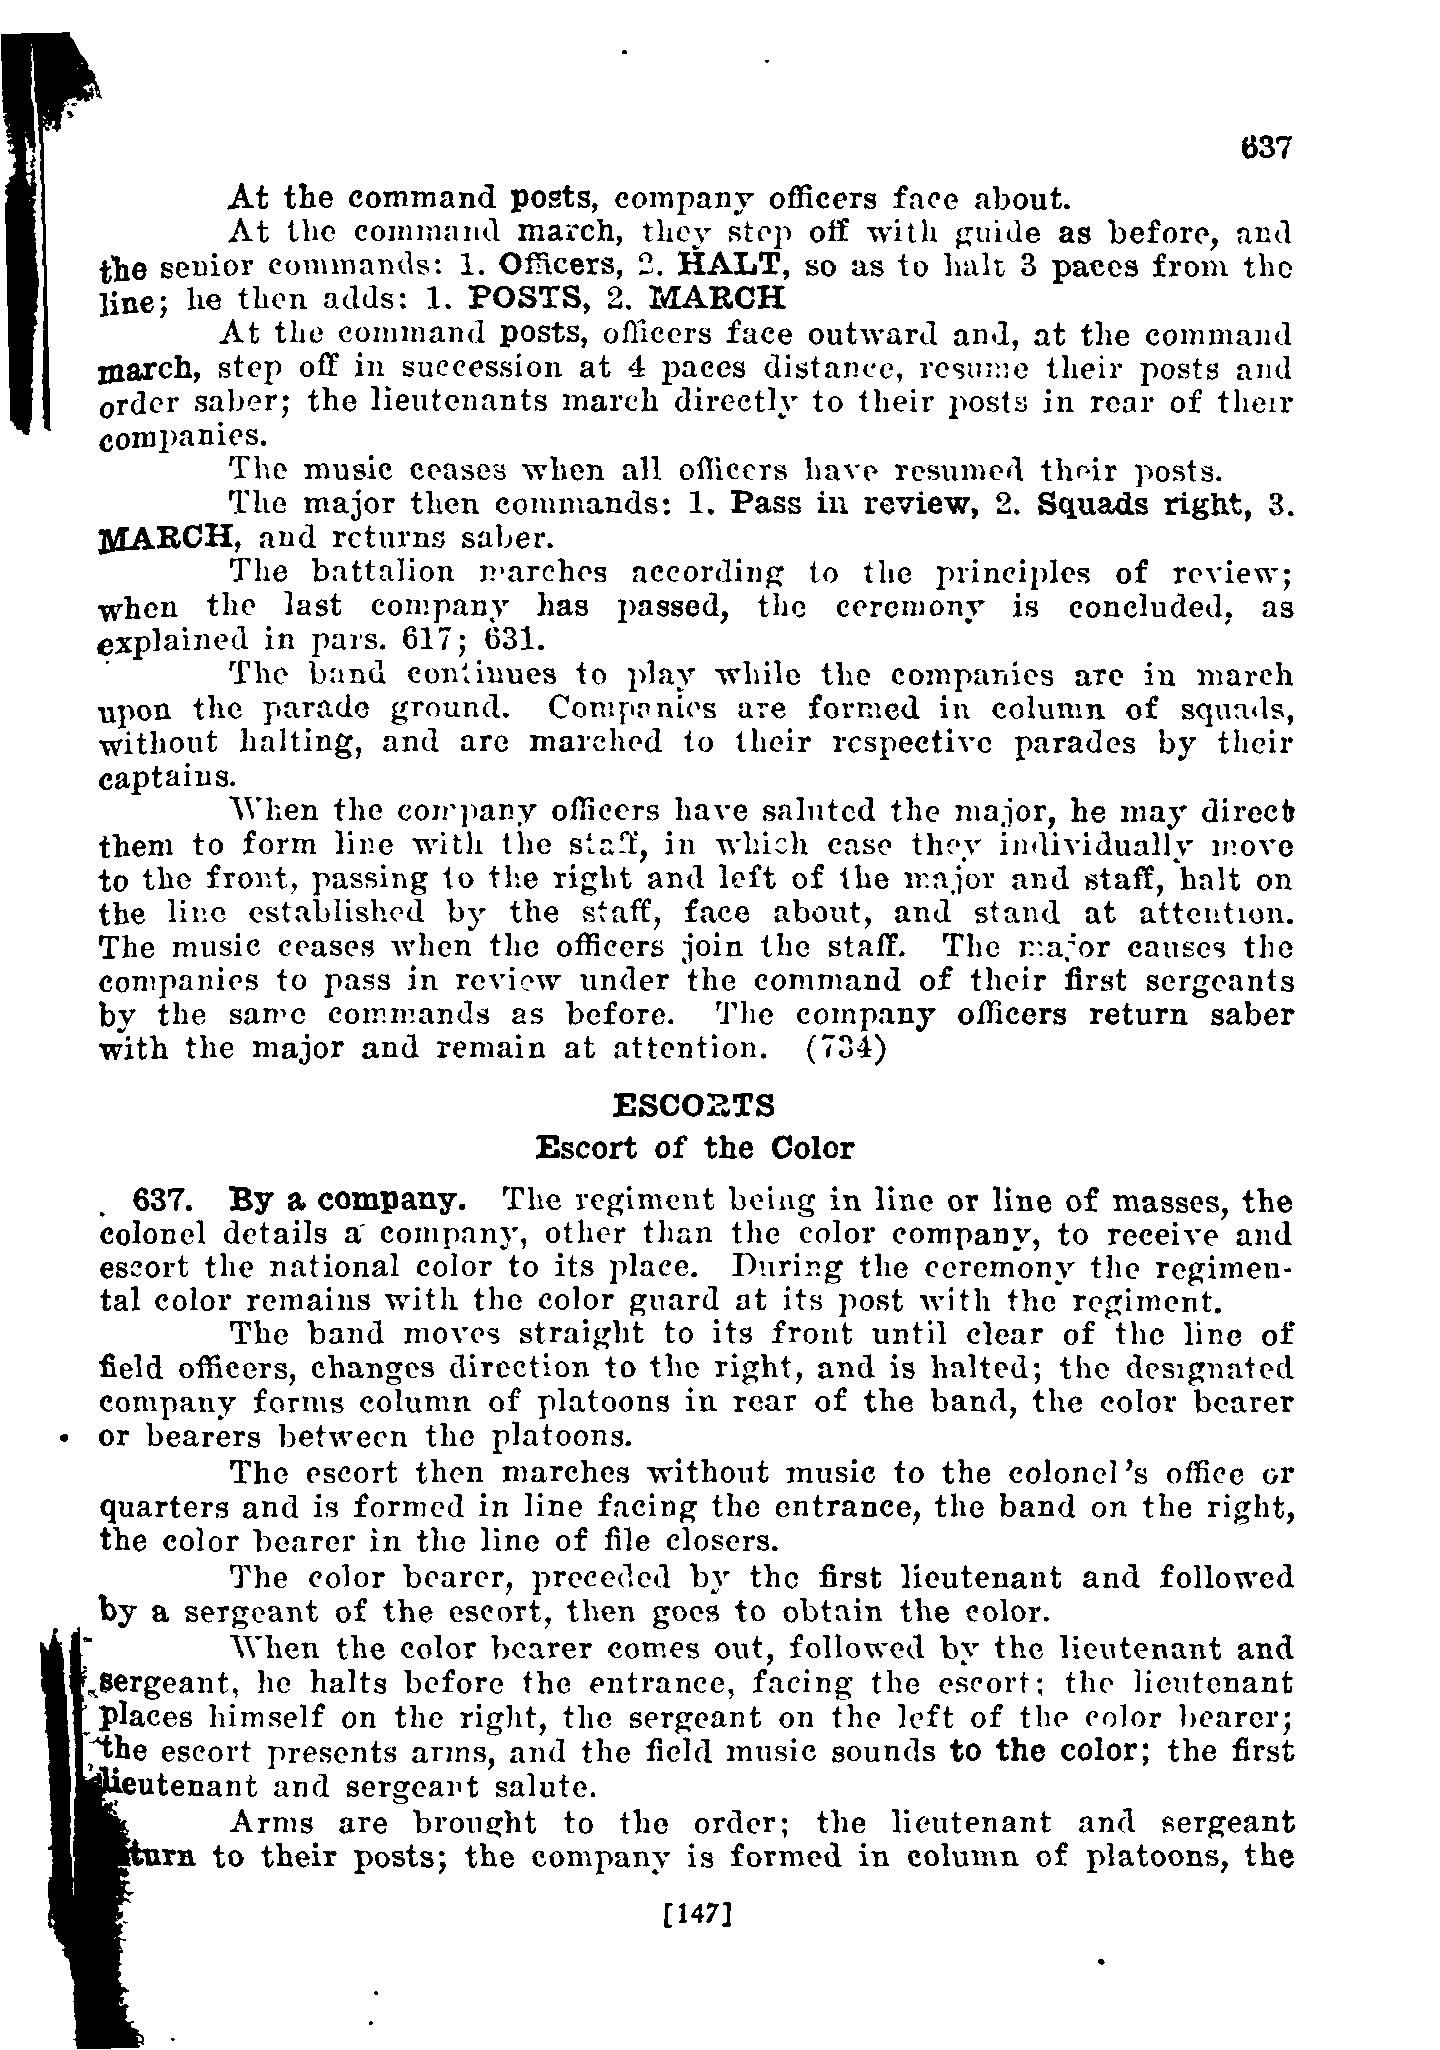 637
At the command posts, company officers face about.
At the command march, they step off with guide as before, and
the senior commands: 1. Officers, 2. HALT, so as to halt 3 paces from the
line; he then adds: 1. POSTS, 2. MARCH
At the command posts, officers face outward and, at the command
march, step off in succession at 4 paces distance, resume their posts and
order saber; the lieutenants march directly to their posts in rear of their
companies.
The music ceases when all officers have resumed their posts.
The major then commands: 1. Pass in review, 2. Squads right, 3.
MARCH, and returns saber.
The battalion marches according to the principles of review;
when the last company has passed, the ceremony is concluded, as
explained in pars. 617; 631.
The band continues to play while the companies are in march
upon the parade ground. Companies are formed in column of squads,
without halting, and are marched to their respective parades by their
captains.
When the company officers have saluted the major, he may direct
them to form line with the staff, in which case they individually move
to the front, passing to the right and left of the major and staff, halt on
the line established by the staff, face about, and stand at attention.
The music ceases when the officers join the staff. The major causes the
companies to pass in review under the command of their first sergeants
by the same commands as before. The company officers return saber
with the major and remain at attention. (734)
ESCORTS
Escort of the Color
637. By a company. The regiment being in line or line of masses, the
colonel details a company, other than the color company, to receive and
escort the national color to its place. During the ceremony the regimen-
tal color remains with the color guard at its post with the regiment.
The band moves straight to its front until clear of the line of
field officers, changes direction to the right, and is halted; the designated
company forms column of platoons in rear of the band, the color bearer
or bearers between the platoons.
The escort then marches without music to the colonel's office or
quarters and is formed in line facing the entrance, the band on the right,
the color bearer in the line of file closers.
The color bearer, preceded by the first lieutenant and followed
by a sergeant of the escort, then goes to obtain the color.
When the color bearer comes out, followed by the lieutenant and
sergeant, he halts before the entrance, facing the escort; the lieutenant
places himself on the right, the sergeant on the left of the color bearer;
the escort presents arms, and the field music sounds to the color; the first
lieutenant and sergeant salute.
Arms are brought to the order; the lieutenant and sergeant
turn to their posts; the company is formed in column of platoons, the
[147]